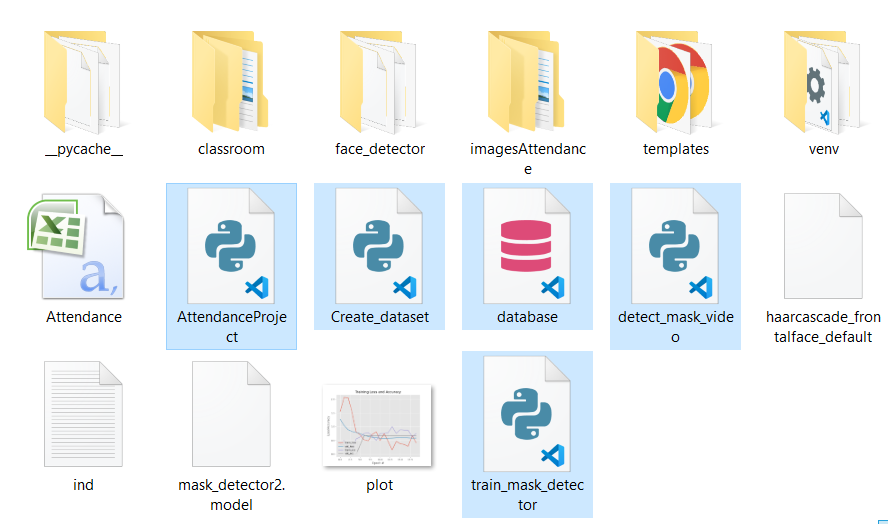 __pycache__
classroom
face_detector
imagesAttendanc
e
templates
venv
Attendance
AttendanceProje
ct
Create_dataset
database
detect_mask_vide
o
haarcascade_fron
talface_default
ind
mask_detector2.
model
plot
train_mask_detec
tor
a,
Training Loss and Accuracy